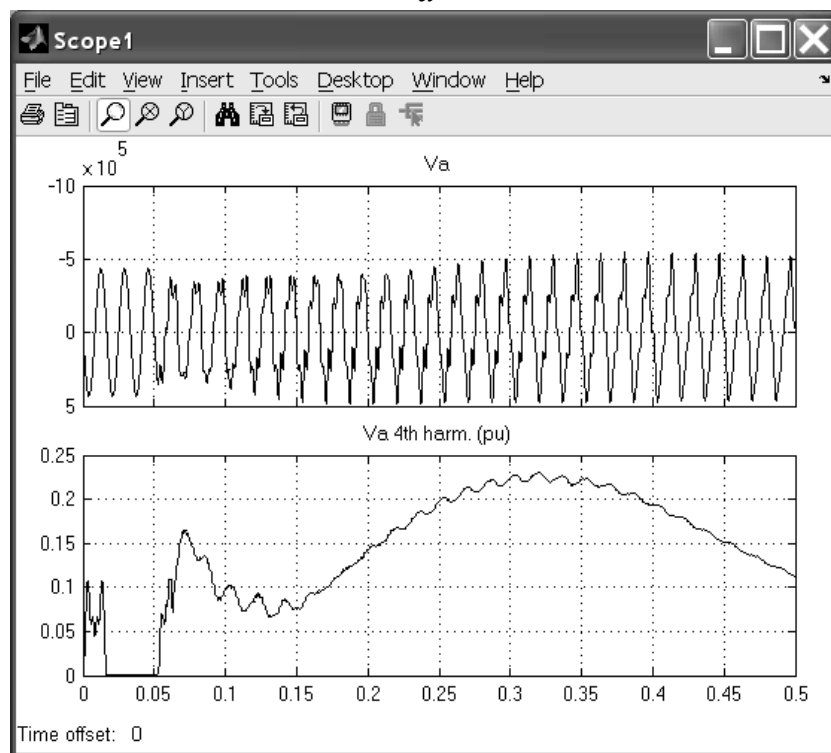 Scope1
File Edit View Insert Tools Desktop Window Help
x 10 5
Va
-10
-5
0
5
Va 4th harm. (pu)
0.25
0.2
0.15
0.1
0.05
0
0 0.05 0.1 0.15 0.2 0.25 0.3 0.35 0.4 0.45 0.5
Time offset: 0